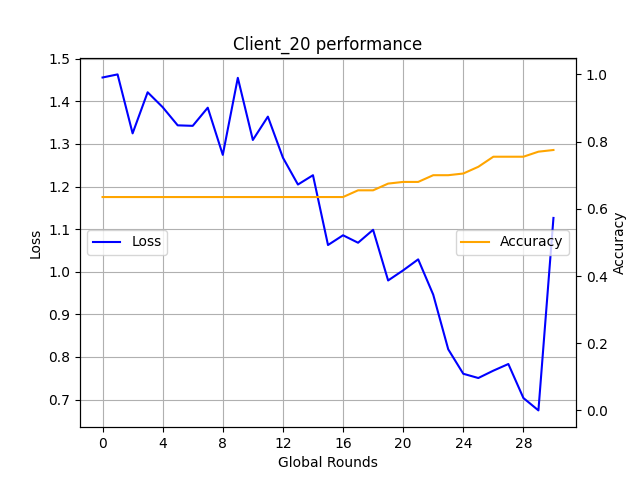 Client_20 performance
1.5
1.4
1.3
1.2
1.1
1.0
0.9
0.8
0.7
Loss
Loss
Accuracy
1.0
0.8
0.6
0.4
0.2
0.0
Accuracy
0 4 8 12 16 20 24 28
Global Rounds